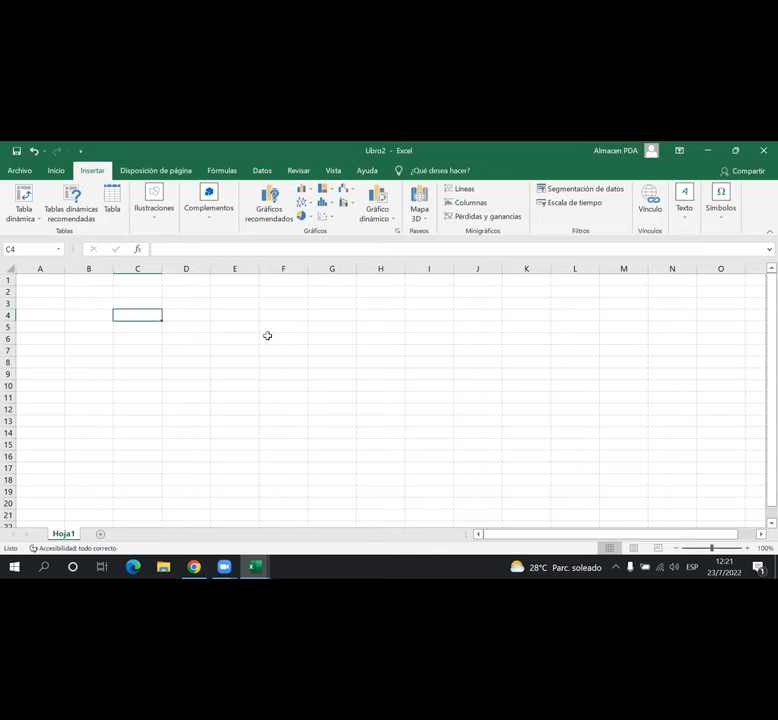 Libro2 - Excel
Almacen PDA
Archivo Inicio Insertar Disposición de página Fórmulas Datos Revisar Vista Ayuda ¿Qué desea hacer? Compartir
Tabla dinámica
Tablas dinámicas recomendadas
Tabla
Tablas
Ilustraciones
Complementos
Gráficos recomendados
Gráfico dinámico
Gráficos
Mapa 3D
Paseos
Líneas
Columnas
Pérdidas y ganancias
Minigráficos
Segmentación de datos
Escala de tiempo
Filtros
Vínculo
Vínculos
Texto
Símbolos
C4
fx
A B C D E F G H I J K L M N O
1
2
3
4
5
6
7
8
9
10
11
12
13
14
15
16
17
18
19
20
21
22
Hoja1
Listo Accesibilidad: todo correcto 100%
28°C Parc. soleado ESP 12:21
23/7/2022
1